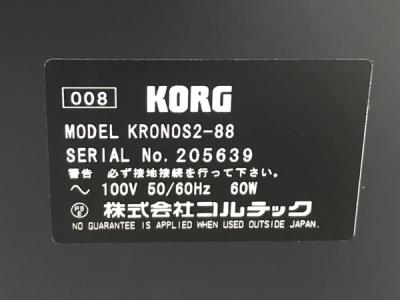 008 KORG
MODEL KRONOS2-88
SERIAL No. 205639
警告 必ず接地接続を行って下さい。
〜 100V 50/60Hz 60W
PSE 株式会社コルテック
NO GUARANTEE IS APPLIED WHEN USED OUTSIDE JAPAN.